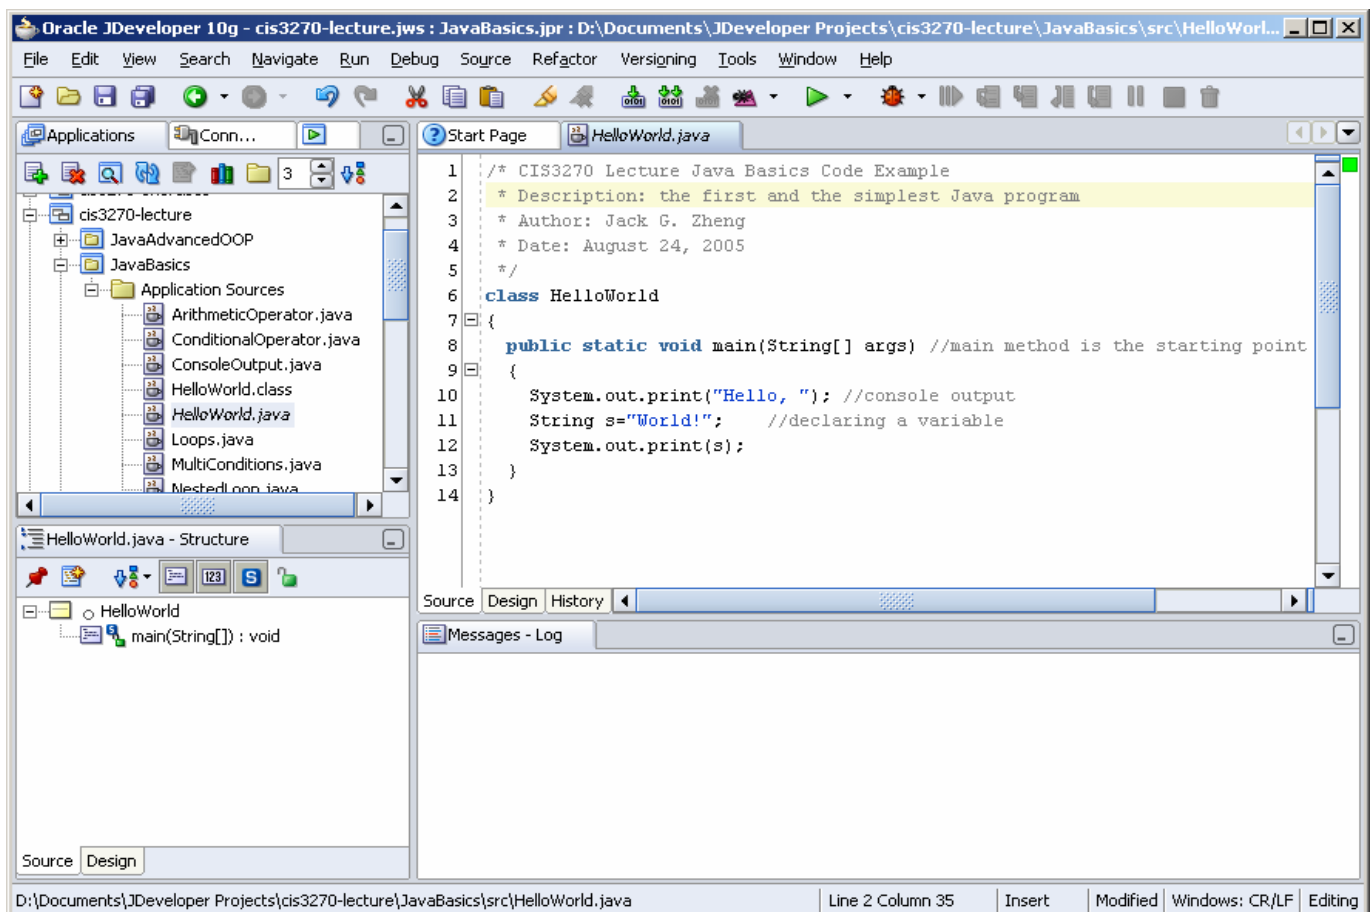 Oracle JDeveloper 10g - cis3270-lecture.jws : JavaBasics.jpr : D:\Documents\JDeveloper Projects\cis3270-lecture\JavaBasics\src\HelloWorl...
File Edit View Search Navigate Run Debug Source Refactor Versioning Tools Window Help
Applications Conn...
3
cis3270-lecture
JavaAdvancedOOP
JavaBasics
Application Sources
ArithmeticOperator.java
ConditionalOperator.java
ConsoleOutput.java
HelloWorld.class
HelloWorld.java
Loops.java
MultiConditions.java
NestedLoop.java
HelloWorld.java - Structure
123 S
HelloWorld
main(String[]) : void
Source Design
Start Page HelloWorld.java
1 /* CIS3270 Lecture Java Basics Code Example
2 * Description: the first and the simplest Java program
3 * Author: Jack G. Zheng
4 * Date: August 24, 2005
5 */
6 class HelloWorld
7 {
8 public static void main(String[] args) //main method is the starting point
9 {
10 System.out.print("Hello, "); //console output
11 String s="World!"; //declaring a variable
12 System.out.print(s);
13 }
14 }
Source Design History
Messages - Log
D:\Documents\JDeveloper Projects\cis3270-lecture\JavaBasics\src\HelloWorld.java Line 2 Column 35 Insert Modified Windows: CR/LF Editing